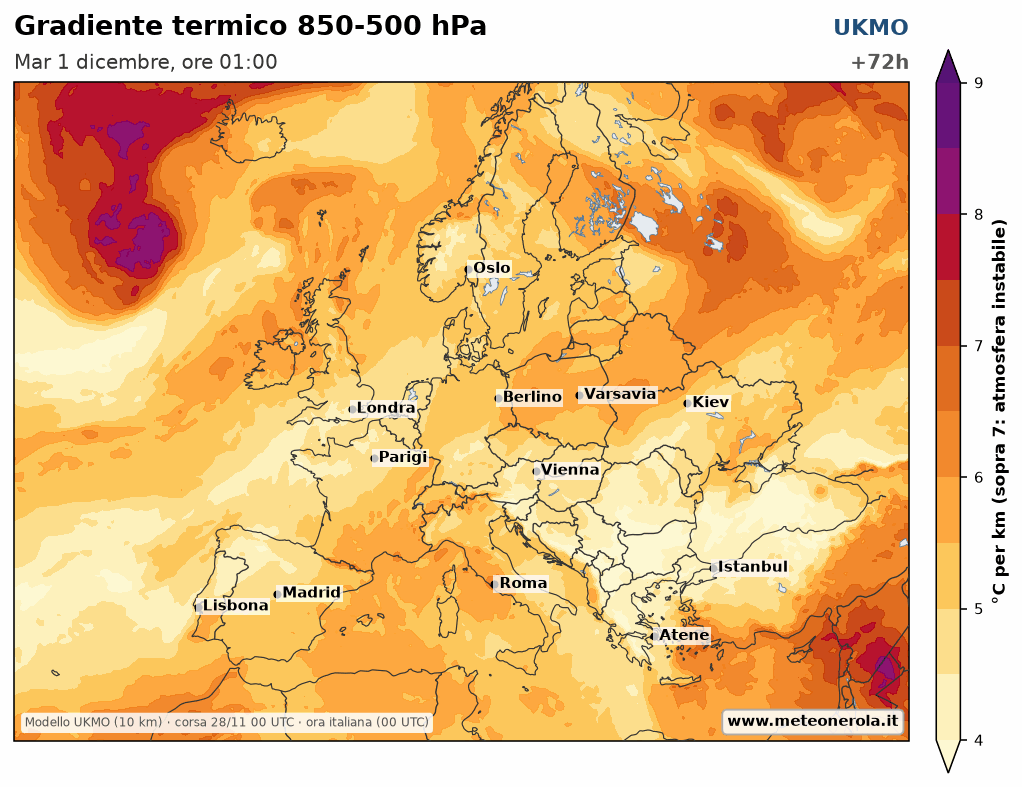 Gradiente termico 850-500 hPa
UKMO
Mar 1 dicembre, ore 01:00
+72h
9
8
7
6
5
4
°C per km (sopra 7: atmosfera instabile)
Oslo
Londra
Berlino
Varsavia
Kiev
Parigi
Vienna
Istanbul
Roma
Madrid
Lisbona
Atene
Modello UKMO (10 km) · corsa 28/11 00 UTC · ora italiana (00 UTC)
www.meteonerola.it